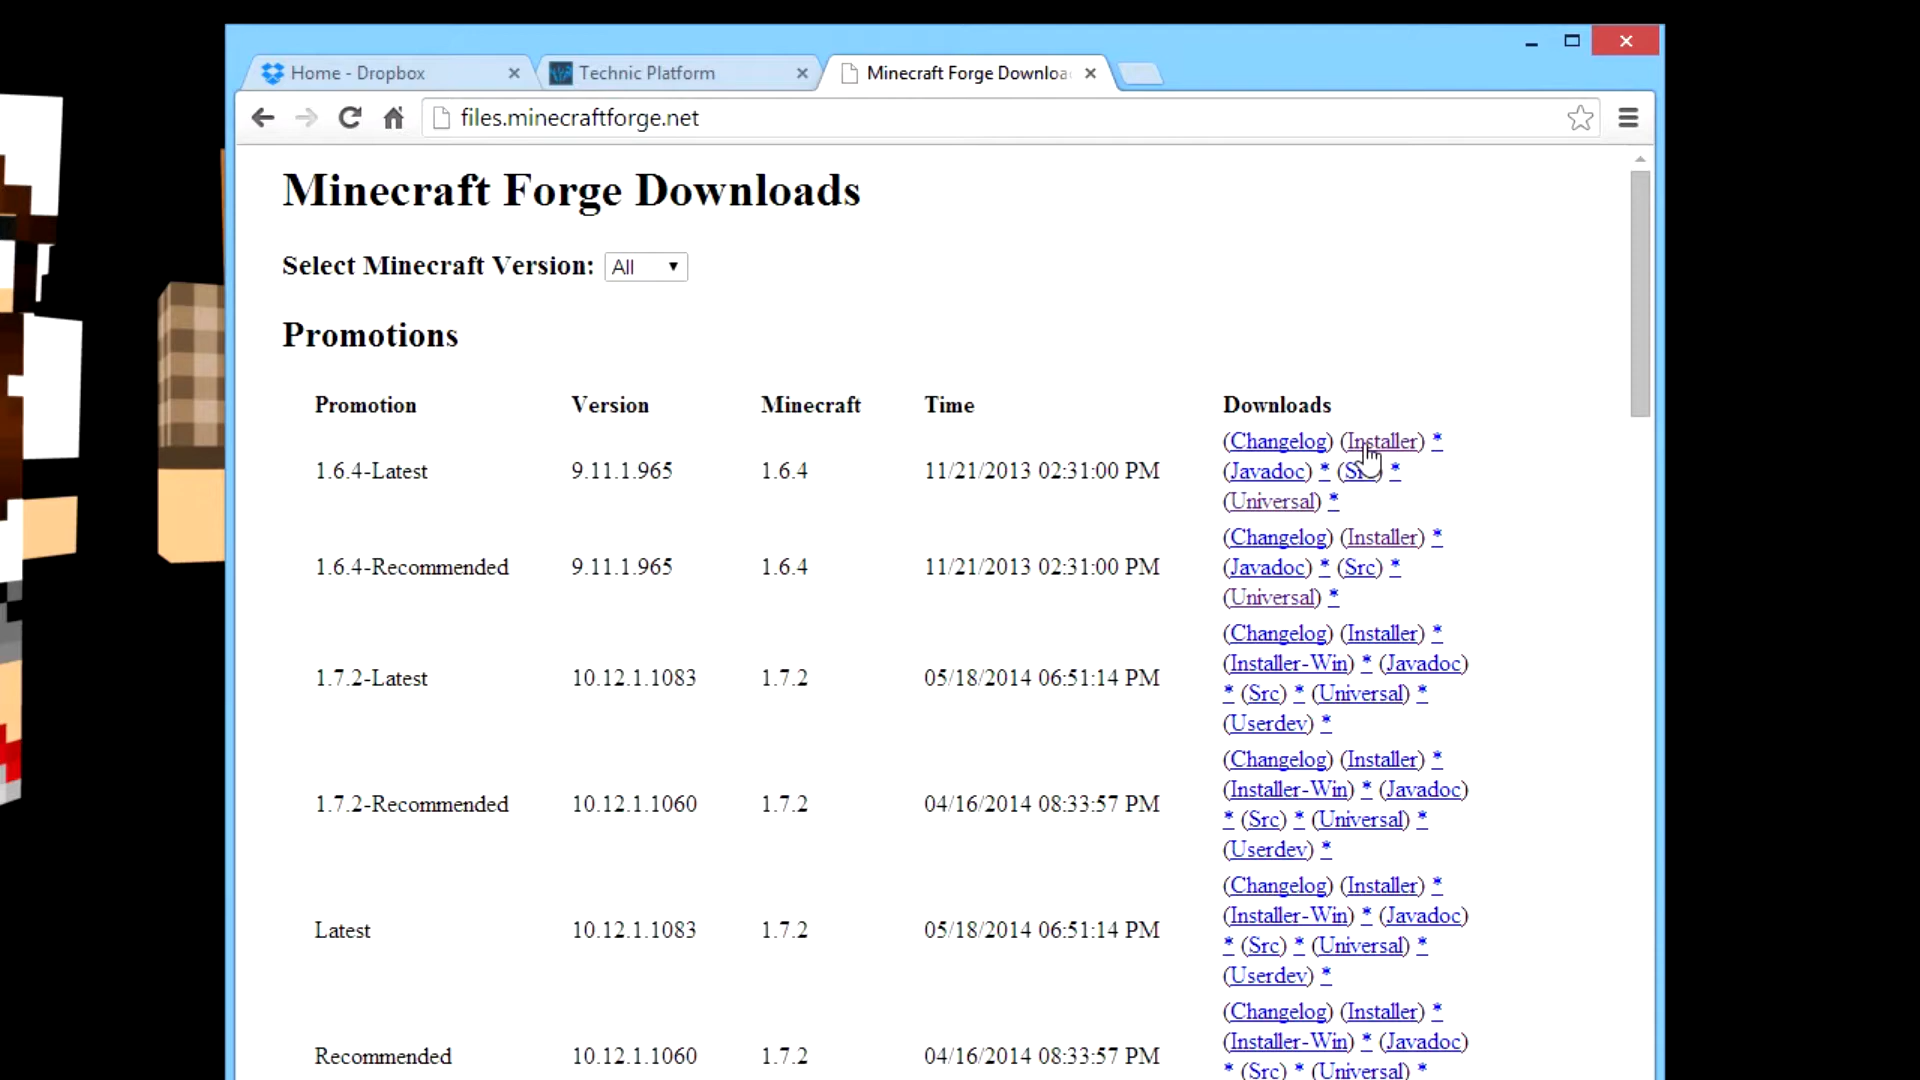 Home - Dropbox
Technic Platform
Minecraft Forge Downloa
files.minecraftforge.net
Minecraft Forge Downloads
Select Minecraft Version: All
Promotions
Promotion Version Minecraft Time Downloads
(Changelog) (Installer) *
1.6.4-Latest 9.11.1.965 1.6.4 11/21/2013 02:31:00 PM (Javadoc) * (Src) *
(Universal) *
(Changelog) (Installer) *
1.6.4-Recommended 9.11.1.965 1.6.4 11/21/2013 02:31:00 PM (Javadoc) * (Src) *
(Universal) *
(Changelog) (Installer) *
(Installer-Win) * (Javadoc)
1.7.2-Latest 10.12.1.1083 1.7.2 05/18/2014 06:51:14 PM
* (Src) * (Universal) *
(Userdev) *
(Changelog) (Installer) *
(Installer-Win) * (Javadoc)
1.7.2-Recommended 10.12.1.1060 1.7.2 04/16/2014 08:33:57 PM
* (Src) * (Universal) *
(Userdev) *
(Changelog) (Installer) *
(Installer-Win) * (Javadoc)
Latest 10.12.1.1083 1.7.2 05/18/2014 06:51:14 PM
* (Src) * (Universal) *
(Userdev) *
(Changelog) (Installer) *
(Installer-Win) * (Javadoc)
Recommended 10.12.1.1060 1.7.2 04/16/2014 08:33:57 PM
* (Src) * (Universal) *